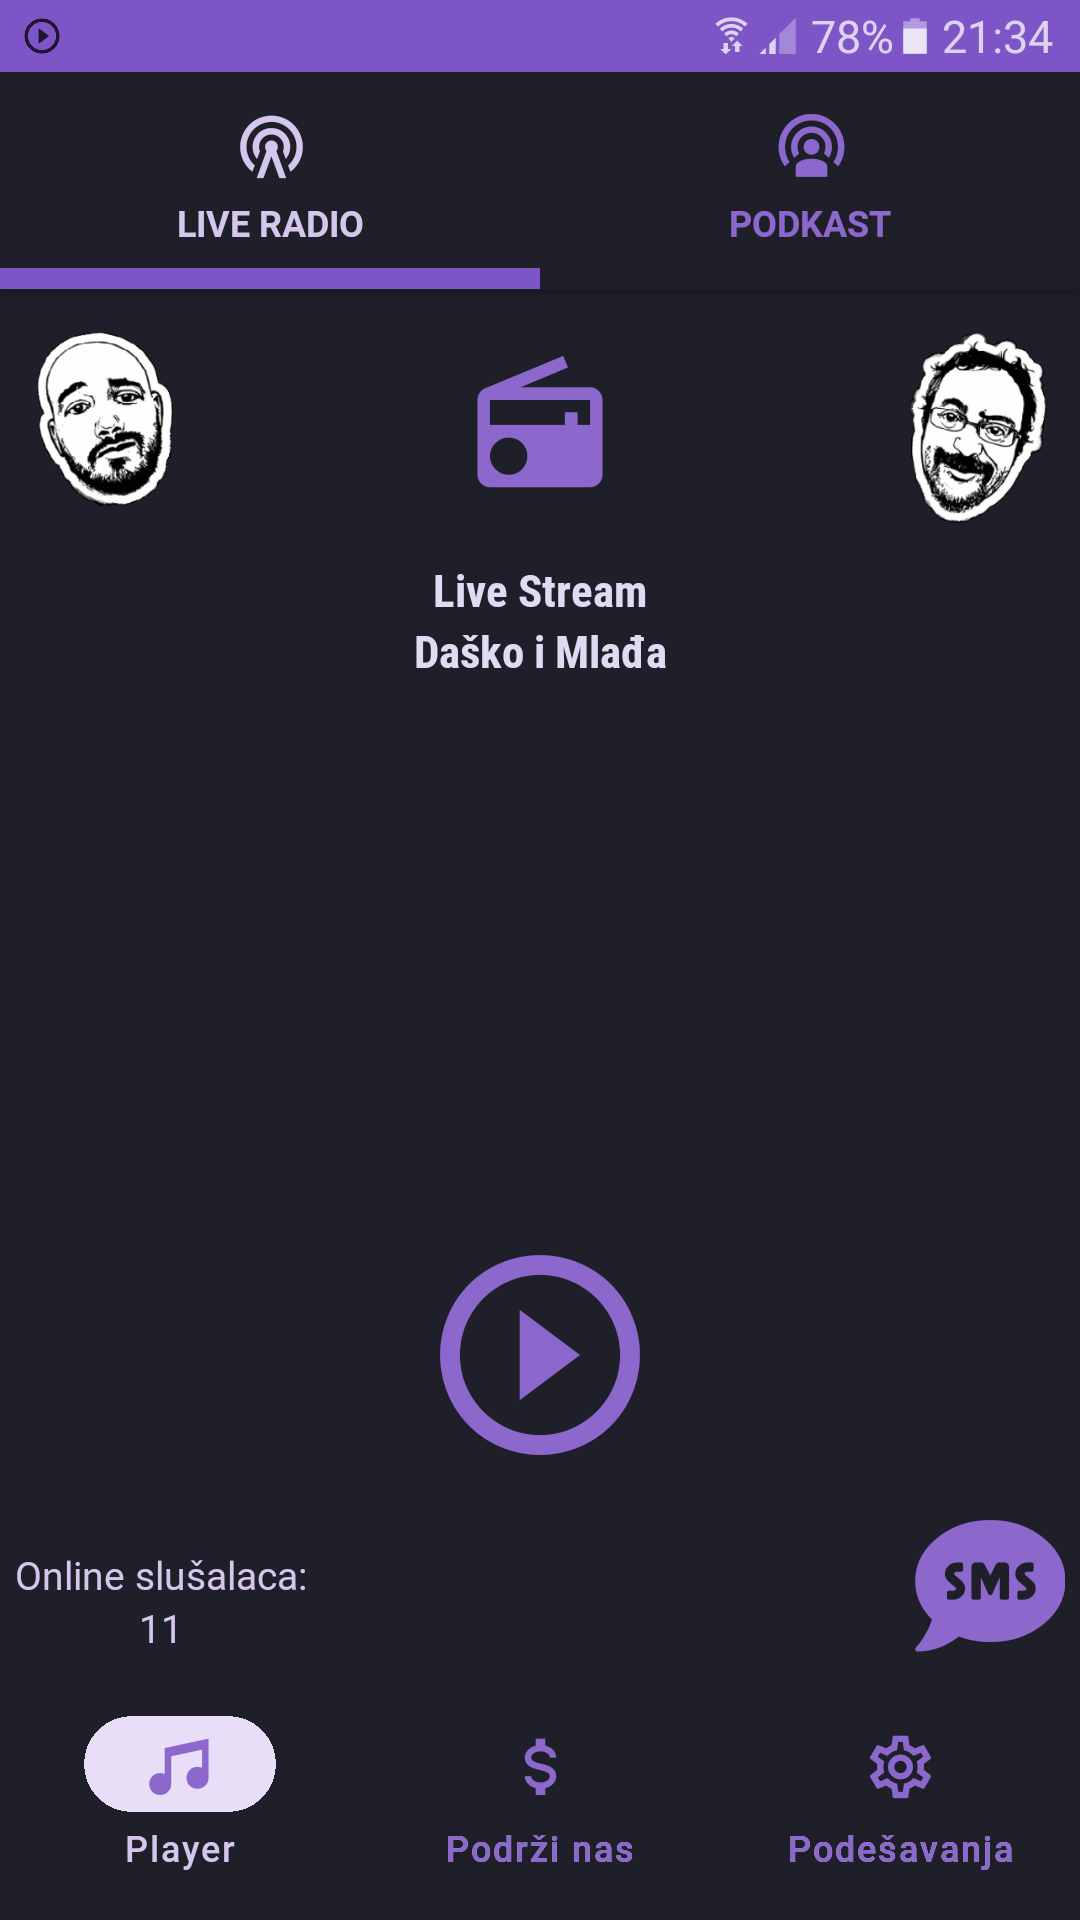 78% 21:34
LIVE RADIO
PODKAST
Live Stream
Daško i Mlađa
Online slušalaca:
11
SMS
Player
Podrži nas
Podešavanja